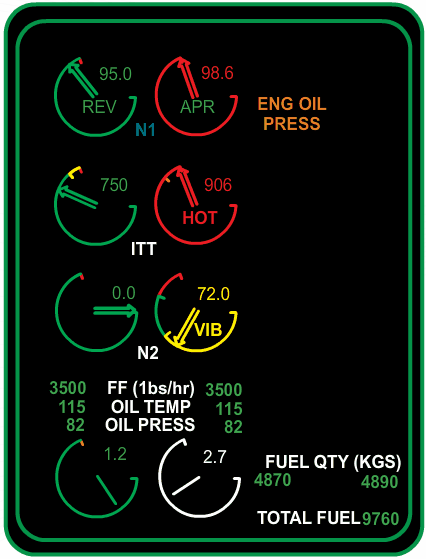 95.0 98.6
REV APR
N1
ENG OIL
PRESS
750 906
HOT
ITT
0.0 72.0
VIB
N2
3500 FF (1bs/hr) 3500
115 OIL TEMP 115
82 OIL PRESS 82
1.2 2.7
FUEL QTY (KGS)
4870 4890
TOTAL FUEL 9760